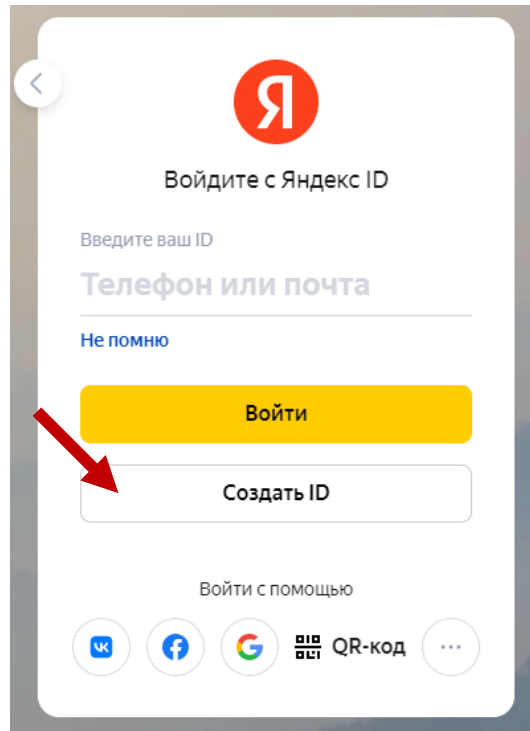 Я
Войдите с Яндекс ID
Введите ваш ID
Телефон или почта
Не помню
Войти
Создать ID
Войти с помощью
QR-код